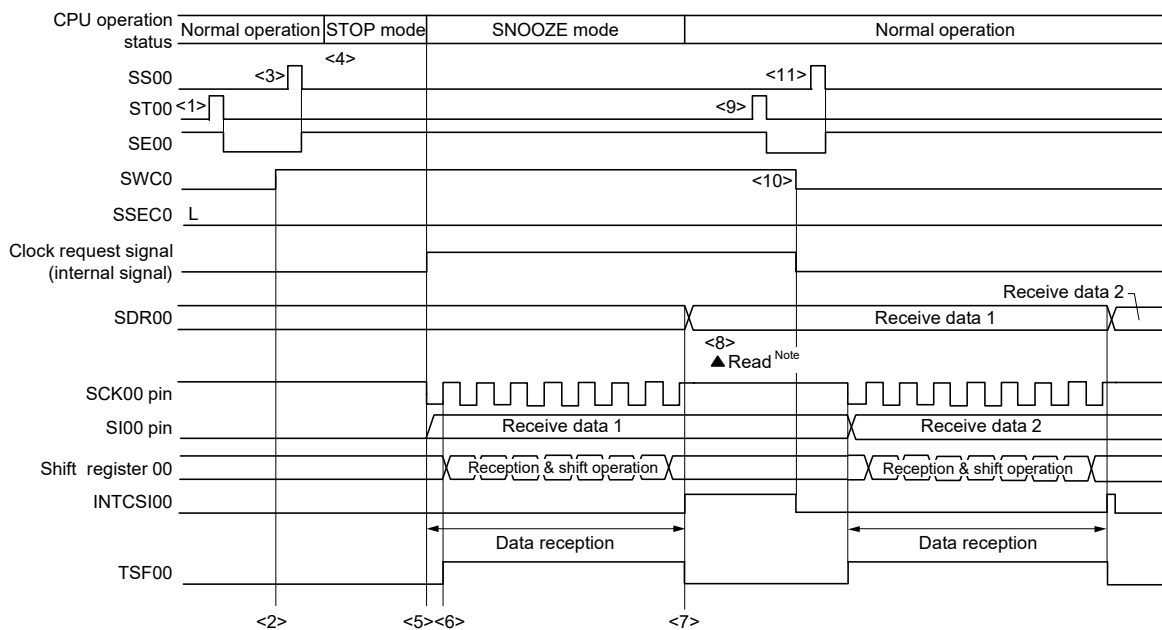 CPU operation status
Normal operation
STOP mode
SNOOZE mode
Normal operation
<4>
SS00
<3>
<11>
ST00
<1>
<9>
SE00
SWC0
<10>
SSEC0
L
Clock request signal
(internal signal)
Receive data 2
SDR00
Receive data 1
<8>
▲ Read Note
SCK00 pin
SI00 pin
Receive data 1
Receive data 2
Shift register 00
Reception & shift operation
Reception & shift operation
INTCSI00
Data reception
Data reception
TSF00
<2>
<5>
<6>
<7>